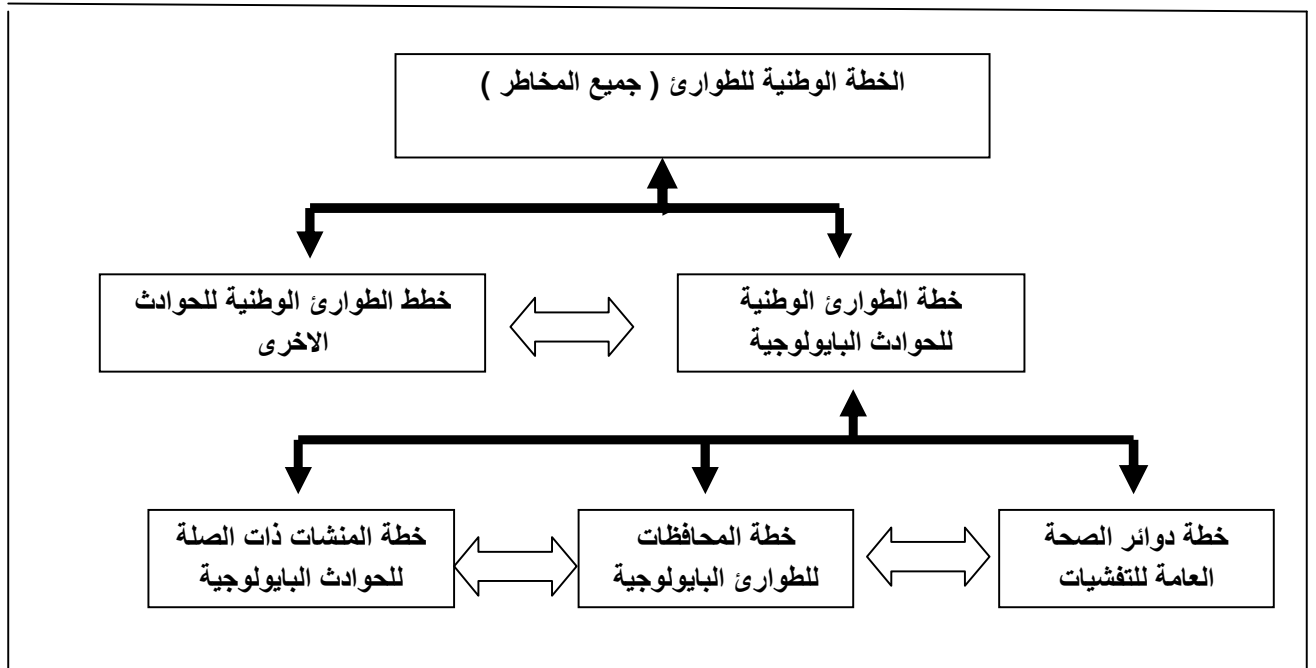 الخطة الوطنية للطوارئ ( جميع المخاطر )
خطة الطوارئ الوطنية
للحوادث البايولوجية
خطط الطوارئ الوطنية للحوادث
الاخرى
خطة دوائر الصحة
العامة للتفشيات
خطة المحافظات
للطوارئ البايولوجية
خطة المنشات ذات الصلة
للحوادث البايولوجية